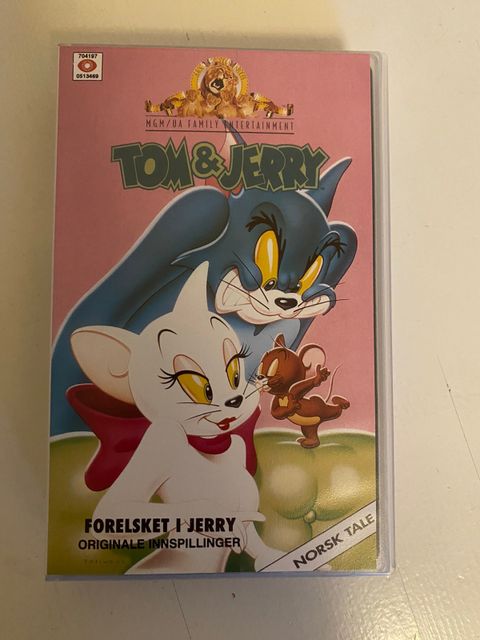 704197
0513469
MGM/UA FAMILY ENTERTAINMENT
TOM & JERRY
FORELSKET I JERRY
ORIGINALE INNSPILLINGER
NORSK TALE